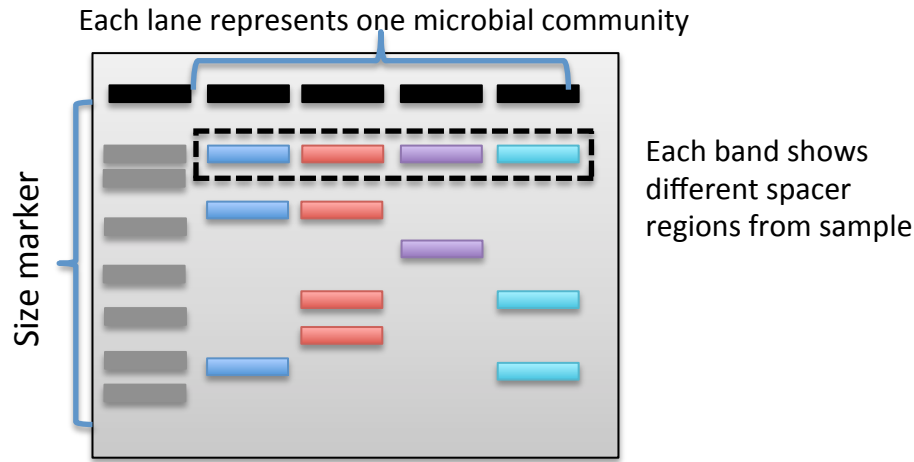 Each lane represents one microbial community
Size marker
Each band shows
different spacer
regions from sample